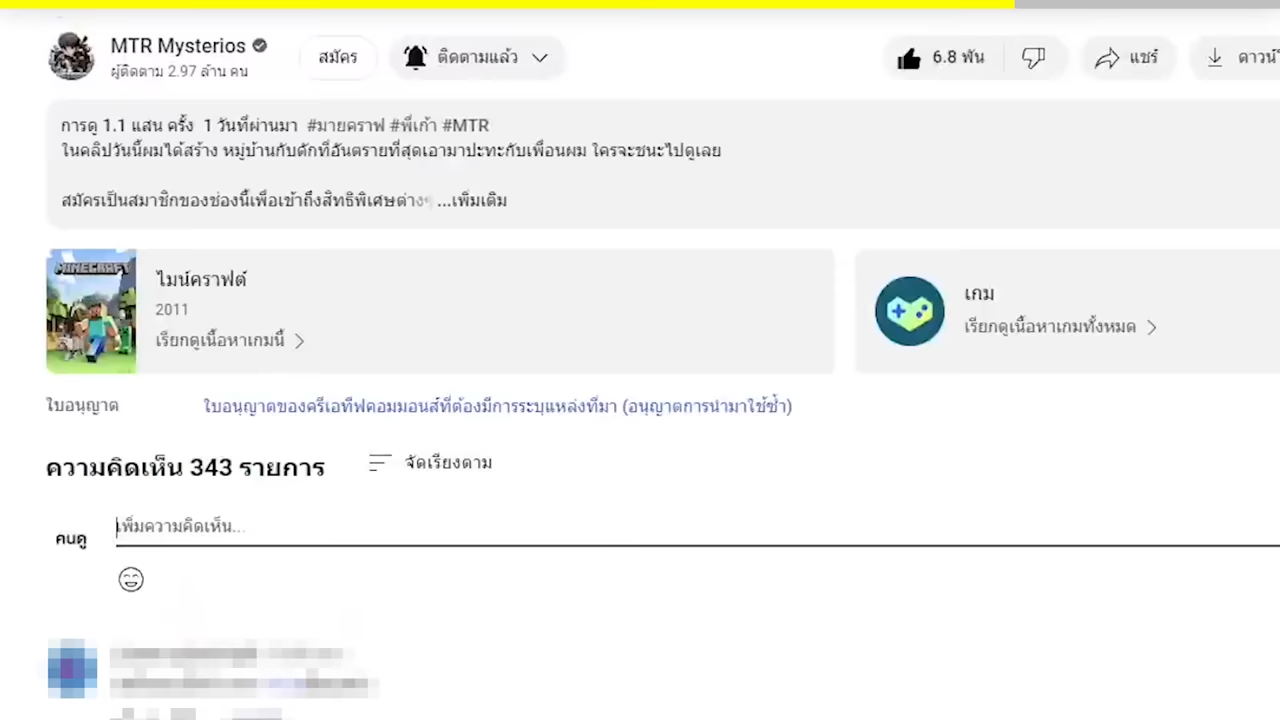 MTR Mysterios
ผู้ติดตาม 2.97 ล้าน คน
สมัคร
ติดตามแล้ว
6.8 พัน
แชร์
ดาวน์
การดู 1.1 แสน ครั้ง 1 วันที่ผ่านมา #มายคราฟ #พี่เก้า #MTR
ในคลิปวันนี้ผมได้สร้าง หมู่บ้านกับดักที่อันตรายที่สุดเอามาปะทะกับเพื่อนผม ใครจะชนะไปดูเลย
สมัครเป็นสมาชิกของช่องนี้เพื่อเข้าถึงสิทธิพิเศษต่างๆ ...เพิ่มเติม
MINECRAFT
ไมน์คราฟต์
2011
เรียกดูเนื้อหาเกมนี้
เกม
เรียกดูเนื้อหาเกมทั้งหมด
ใบอนุญาต
ใบอนุญาตของครีเอทีฟคอมมอนส์ที่ต้องมีการระบุแหล่งที่มา (อนุญาตการนำมาใช้ซ้ำ)
ความคิดเห็น 343 รายการ
จัดเรียงตาม
คนดู
เพิ่มความคิดเห็น...